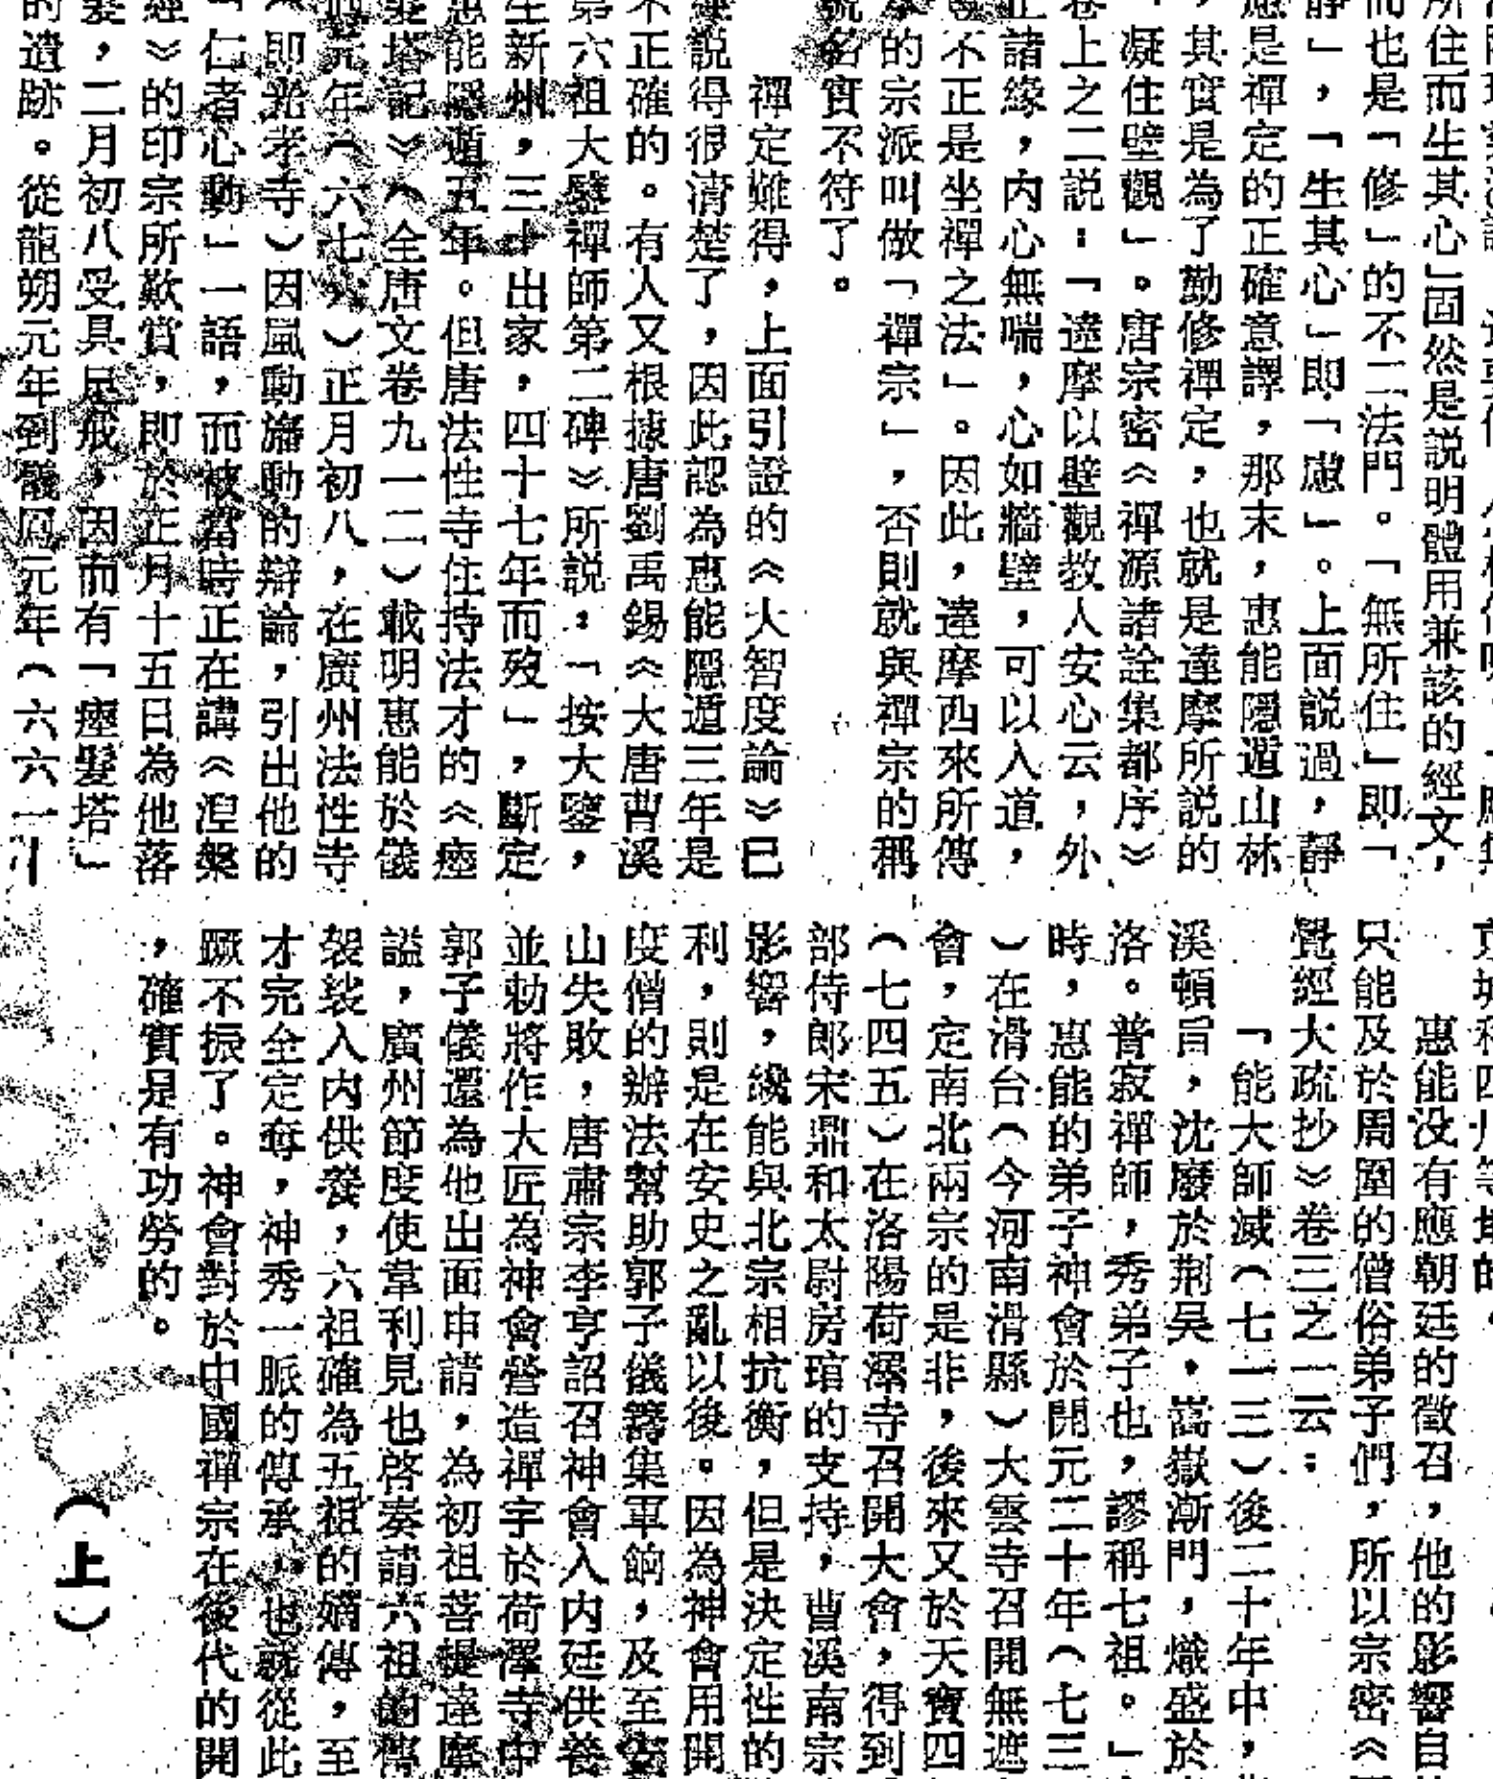 所住而生其心」固然是説明體用兼該的經文，
而也是「修」的不二法門。「無所住」即「
靜」，「生其心」即「慮」。上面説過，靜
應是禪定的正確意譯，那末，惠能隱遁山林
，其實是為了勤修禪定，也就是達摩所説的
「凝住壁觀」。唐宗密《禪源諸詮集都序》
卷上之二説：「達摩以壁觀教人安心云，外
止諸緣，內心無喘，心如牆壁，可以入道，
不正是坐禪之法」。因此，達摩西來所傳
的宗派叫做「禪宗」，否則就與禪宗的稱
號名實不符了。
禪定難得，上面引證的《大智度論》已
説得很清楚了，因此認為惠能隱遁三年是
不正確的。有人又根據唐劉禹錫《大唐曹溪
第六祖大鑒禪師第二碑》所説：「按大鑒，
生新州，三十出家，四十七年而歿」，斷定
惠能隱遁五年。但唐法性寺住持法才的《瘞
髮塔記》（全唐文卷九一二）載明惠能於儀
鳳元年（六七六）正月初八，在廣州法性寺
（即光孝寺）因風動旛動的辯論，引出他的
「仁者心動」一語，而被當時正在講《涅槃
經》的印宗所歎賞，即於正月十五日為他落
髮，二月初八受具足戒，因而有「瘞髮塔」
的遺跡。從龍朔元年到儀鳳元年（六六一—
京城和四川等地的。
惠能没有應朝廷的徵召，他的影響自
只能及於周圍的僧俗弟子們，所以宗密《
覺經大疏抄》卷三之一云：
「能大師滅（七一三）後二十年中，
溪頓旨，沈廢於荆吴，嵩嶽漸門，熾盛於
洛。普寂禪師，秀弟子也，謬稱七祖。」
時，惠能的弟子神會於開元二十年（七三
）在滑台（今河南滑縣）大雲寺召開無遮
會，定南北兩宗的是非，後來又於天寶四
（七四五）在洛陽荷澤寺召開大會，得到
部侍郎宋鼎和太尉房琯的支持，曹溪南宗
影響，纔能與北宗相抗衡，但是決定性的
利，則是在安史之亂以後。因為神會用開
度僧的辦法幫助郭子儀籌集軍餉，及至安
山失敗，唐肅宗李亨詔召神會入内廷供養
並勅將作大匠為神會營造禪宇於荷澤寺中
郭子儀還為他出面申請，為初祖菩提達摩
諡，廣州節度使韋利見也啓奏請六祖的傳
袈裟入内供養，六祖確為五祖的嫡傳，至
才完全定奪，神秀一脈的傳承，也就從此
蹶不振了。神會對於中國禪宗在後代的開
，確實是有功勞的。
（上）